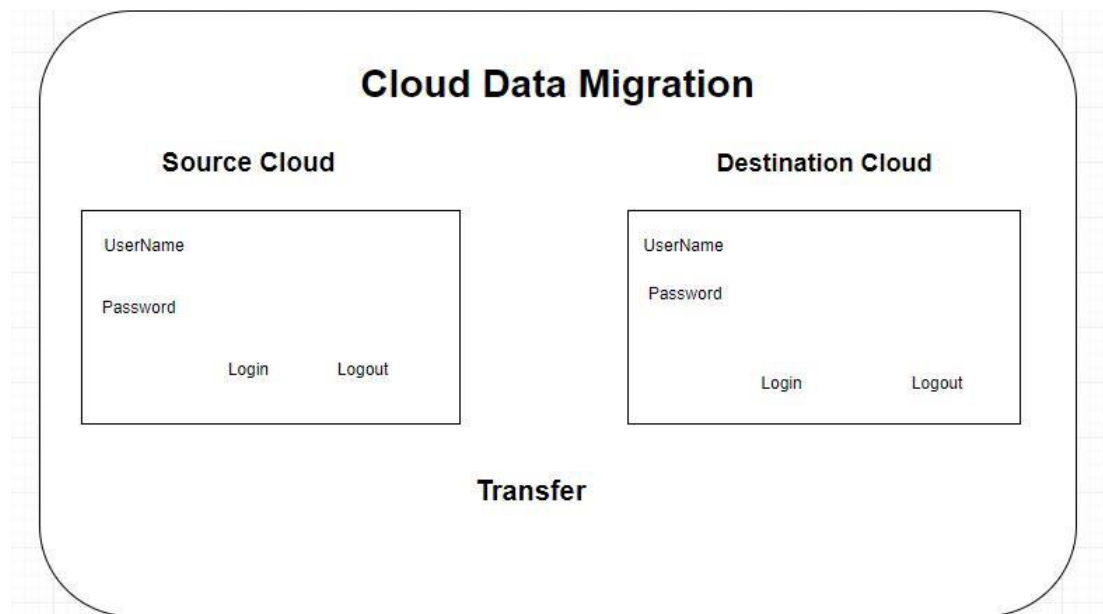 Cloud Data Migration
Source Cloud
Destination Cloud
UserName
Password
Login Logout
UserName
Password
Login Logout
Transfer